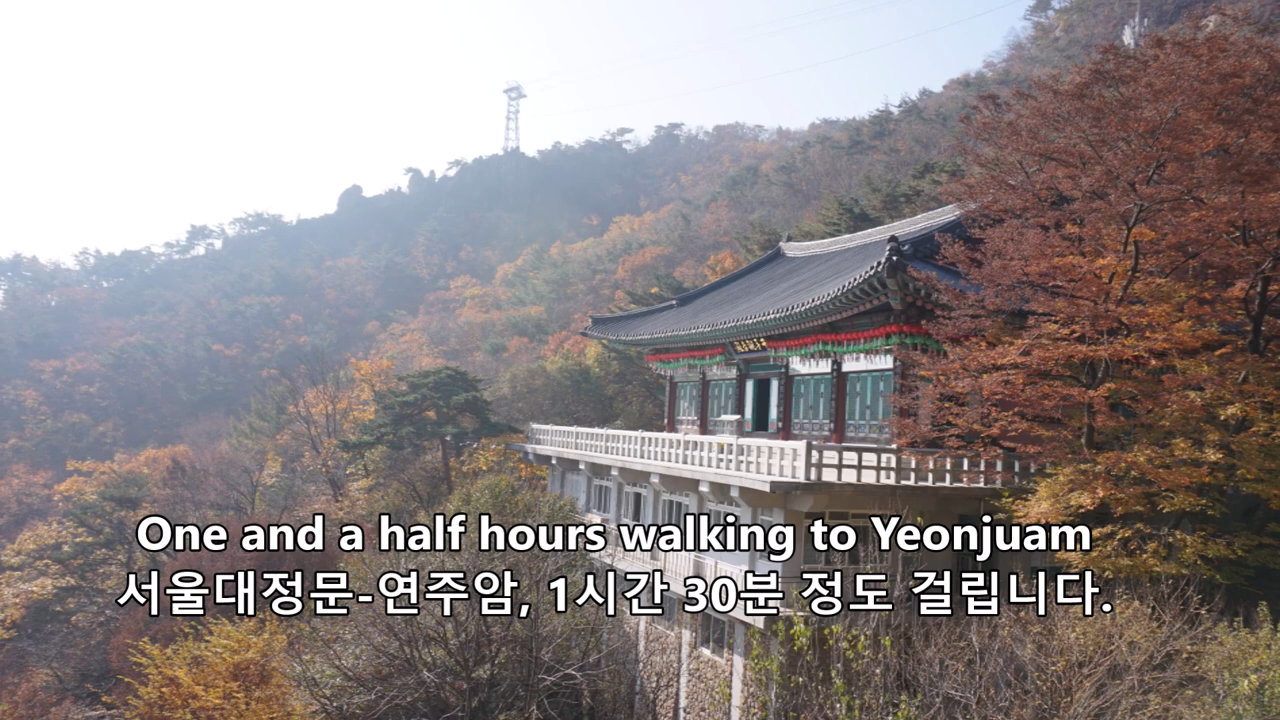 One and a half hours walking to Yeonjuam
서울대정문-연주암, 1시간 30분 정도 걸립니다.